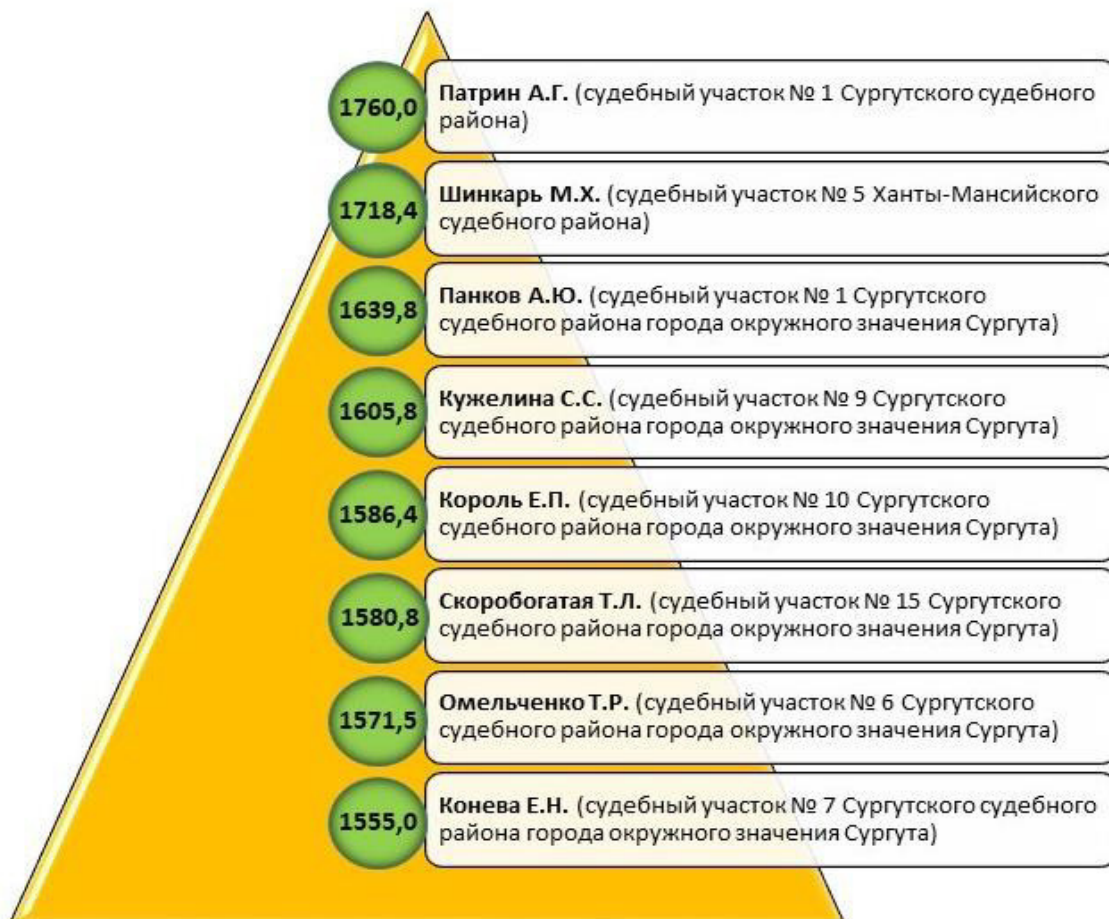 1760,0
Патрин А.Г. (судебный участок № 1 Сургутского судебного
района)
1718,4
Шинкарь М.Х. (судебный участок № 5 Ханты-Мансийского
судебного района)
1639,8
Панков А.Ю. (судебный участок № 1 Сургутского
судебного района города окружного значения Сургута)
1605,8
Кужелина С.С. (судебный участок № 9 Сургутского
судебного района города окружного значения Сургута)
1586,4
Король Е.П. (судебный участок № 10 Сургутского
судебного района города окружного значения Сургута)
1580,8
Скоробогатая Т.Л. (судебный участок № 15 Сургутского
судебного района города окружного значения Сургута)
1571,5
Омельченко Т.Р. (судебный участок № 6 Сургутского
судебного района города окружного значения Сургута)
1555,0
Конева Е.Н. (судебный участок № 7 Сургутского судебного
района города окружного значения Сургута)